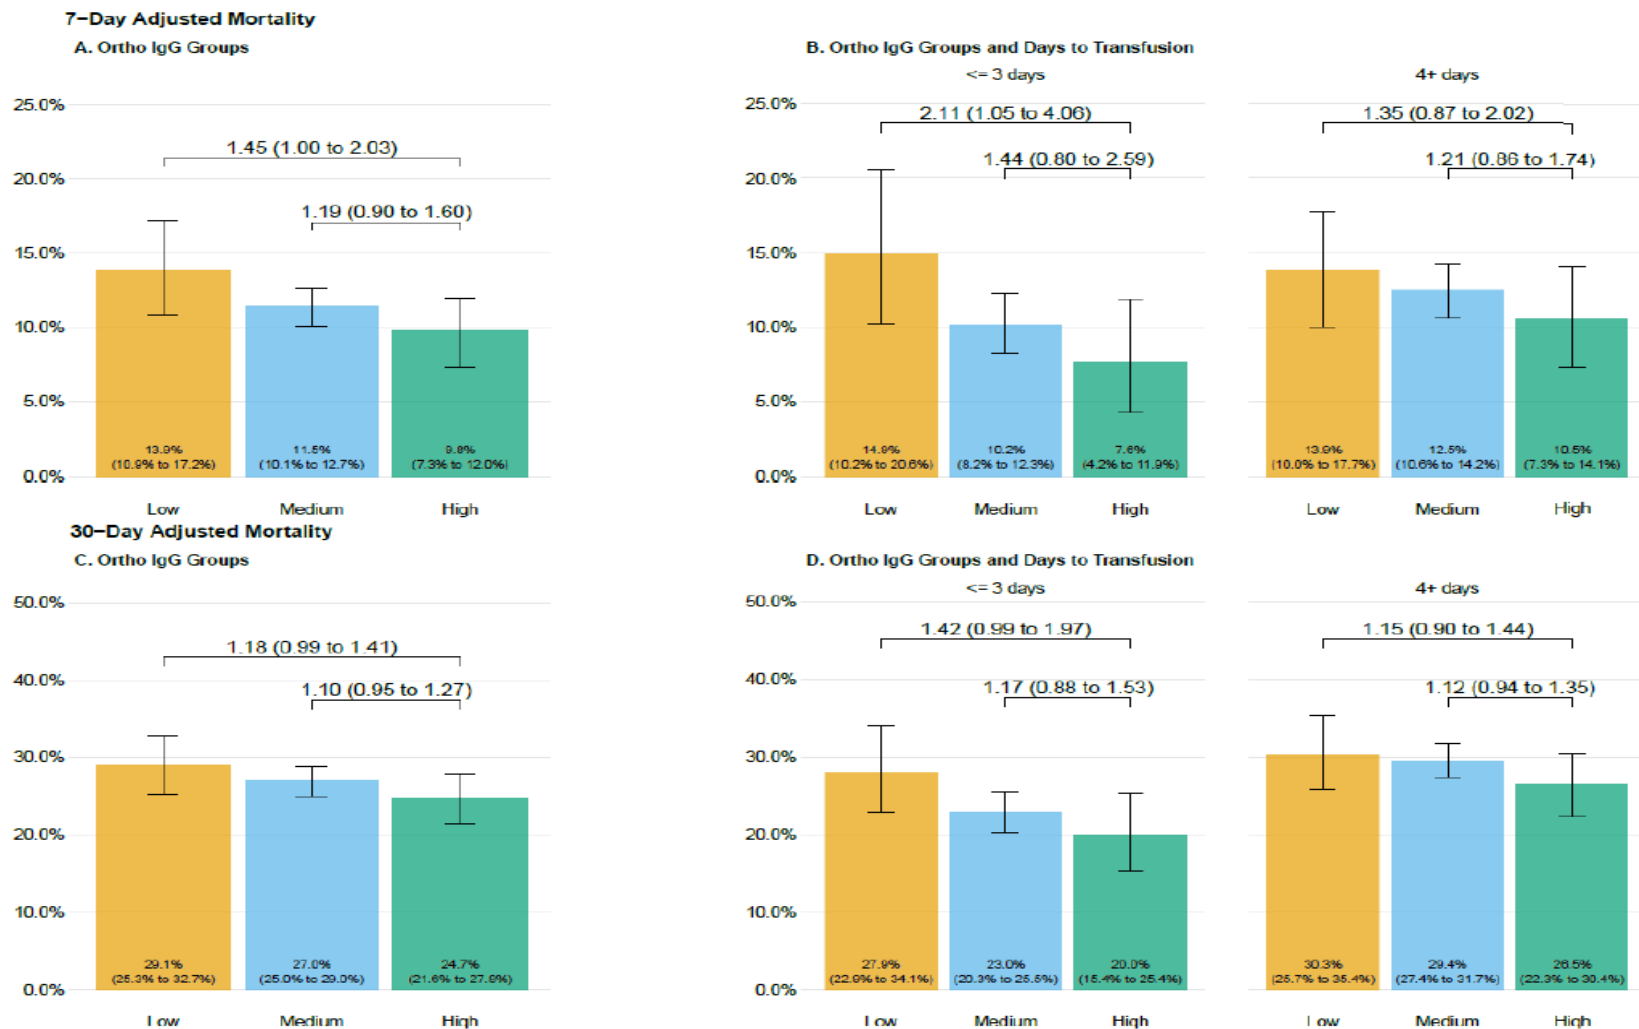 7-Day Adjusted Mortality
A. Ortho IgG Groups
25.0%
20.0%
15.0%
10.0%
5.0%
0.0%
1.45 (1.00 to 2.03)
1.19 (0.90 to 1.60)
13.9%
(10.9% to 17.2%)
11.5%
(10.1% to 12.7%)
9.8%
(7.3% to 12.0%)
Low Medium High
B. Ortho IgG Groups and Days to Transfusion
<= 3 days
4+ days
25.0%
20.0%
15.0%
10.0%
5.0%
0.0%
2.11 (1.05 to 4.06)
1.44 (0.80 to 2.59)
14.9%
(10.2% to 20.6%)
10.2%
(8.2% to 12.3%)
7.6%
(4.2% to 11.9%)
Low Medium High
1.35 (0.87 to 2.02)
1.21 (0.86 to 1.74)
13.9%
(10.0% to 17.7%)
12.5%
(10.6% to 14.2%)
10.5%
(7.3% to 14.1%)
Low Medium High
30-Day Adjusted Mortality
C. Ortho IgG Groups
50.0%
40.0%
30.0%
20.0%
10.0%
0.0%
1.18 (0.99 to 1.41)
1.10 (0.95 to 1.27)
29.1%
(25.3% to 32.7%)
27.0%
(25.0% to 29.0%)
24.7%
(21.6% to 27.8%)
Low Medium High
D. Ortho IgG Groups and Days to Transfusion
<= 3 days
4+ days
50.0%
40.0%
30.0%
20.0%
10.0%
0.0%
1.42 (0.99 to 1.97)
1.17 (0.88 to 1.53)
27.9%
(22.9% to 34.1%)
23.0%
(20.3% to 25.5%)
20.0%
(15.4% to 25.4%)
Low Medium High
1.15 (0.90 to 1.44)
1.12 (0.94 to 1.35)
30.3%
(25.7% to 35.4%)
29.4%
(27.4% to 31.7%)
26.5%
(22.3% to 30.4%)
Low Medium High